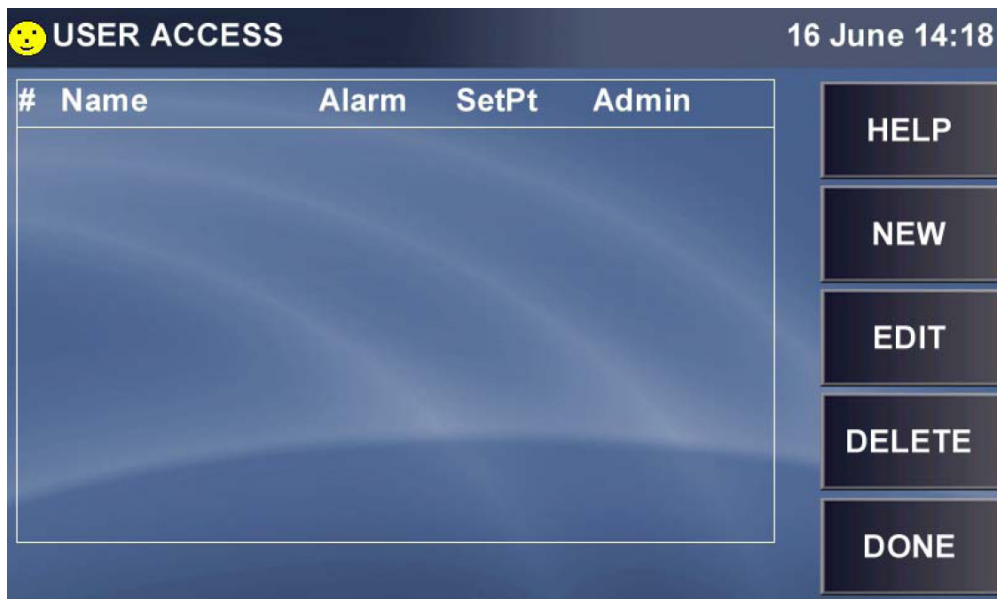 USER ACCESS 16 June 14:18
# Name Alarm SetPt Admin
HELP
NEW
EDIT
DELETE
DONE